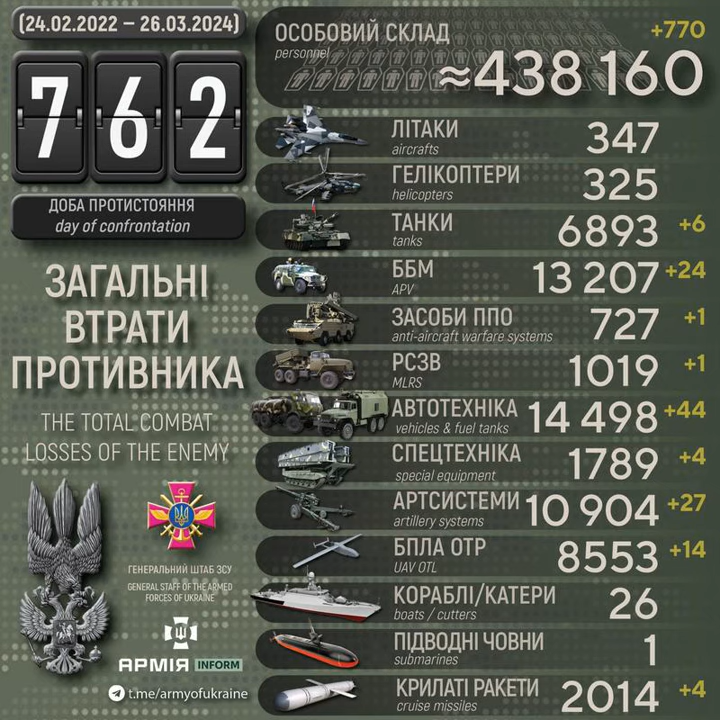 (24.02.2022 – 26.03.2024)
762
ДОБА ПРОТИСТОЯННЯ
day of confrontation
ЗАГАЛЬНІ
ВТРАТИ
ПРОТИВНИКА
THE TOTAL COMBAT
LOSSES OF THE ENEMY
ГЕНЕРАЛЬНИЙ ШТАБ ЗСУ
GENERAL STAFF OF THE ARMED
FORCES OF UKRAINE
АРМІЯ INFORM
t.me/armyofukraine
ОСОБОВИЙ СКЛАД +770
personnel
≈438 160
ЛІТАКИ 347
aircrafts
ГЕЛІКОПТЕРИ 325
helicopters
ТАНКИ 6893 +6
tanks
ББМ 13 207 +24
APV
ЗАСОБИ ППО 727 +1
anti-aircraft warfare systems
РСЗВ 1019 +1
MLRS
АВТОТЕХНІКА 14 498 +44
vehicles & fuel tanks
СПЕЦТЕХНІКА 1789 +4
special equipment
АРТСИСТЕМИ 10 904 +27
artillery systems
БПЛА ОТР 8553 +14
UAV OTL
КОРАБЛІ/КАТЕРИ 26
boats / cutters
ПІДВОДНІ ЧОВНИ 1
submarines
КРИЛАТІ РАКЕТИ 2014 +4
cruise missiles